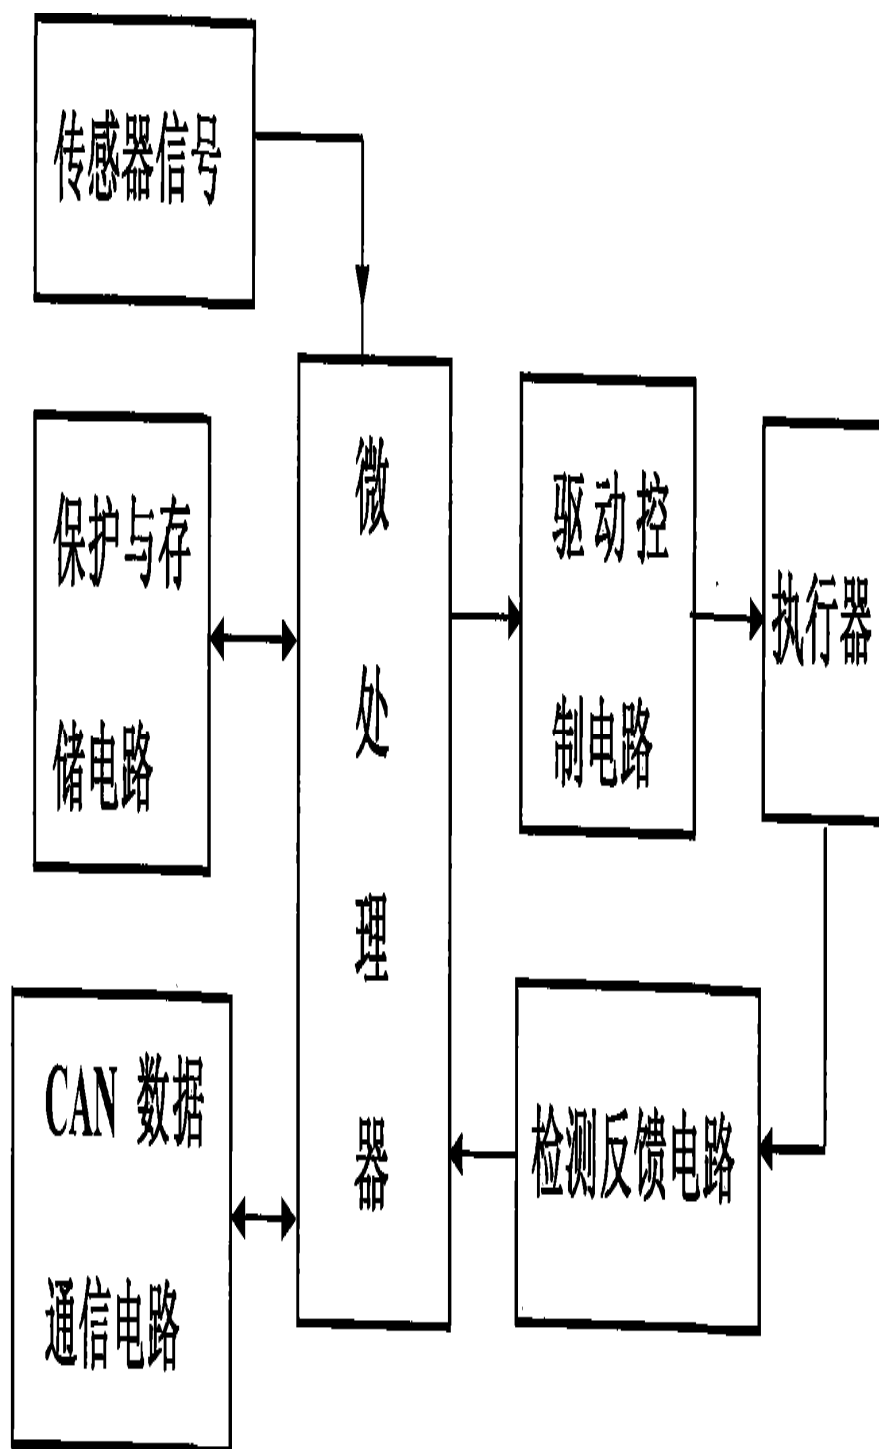 传感器信号
保护与存
储电路
CAN 数据
通信电路
微
处
理
器
驱动控
制电路
执行器
检测反馈电路